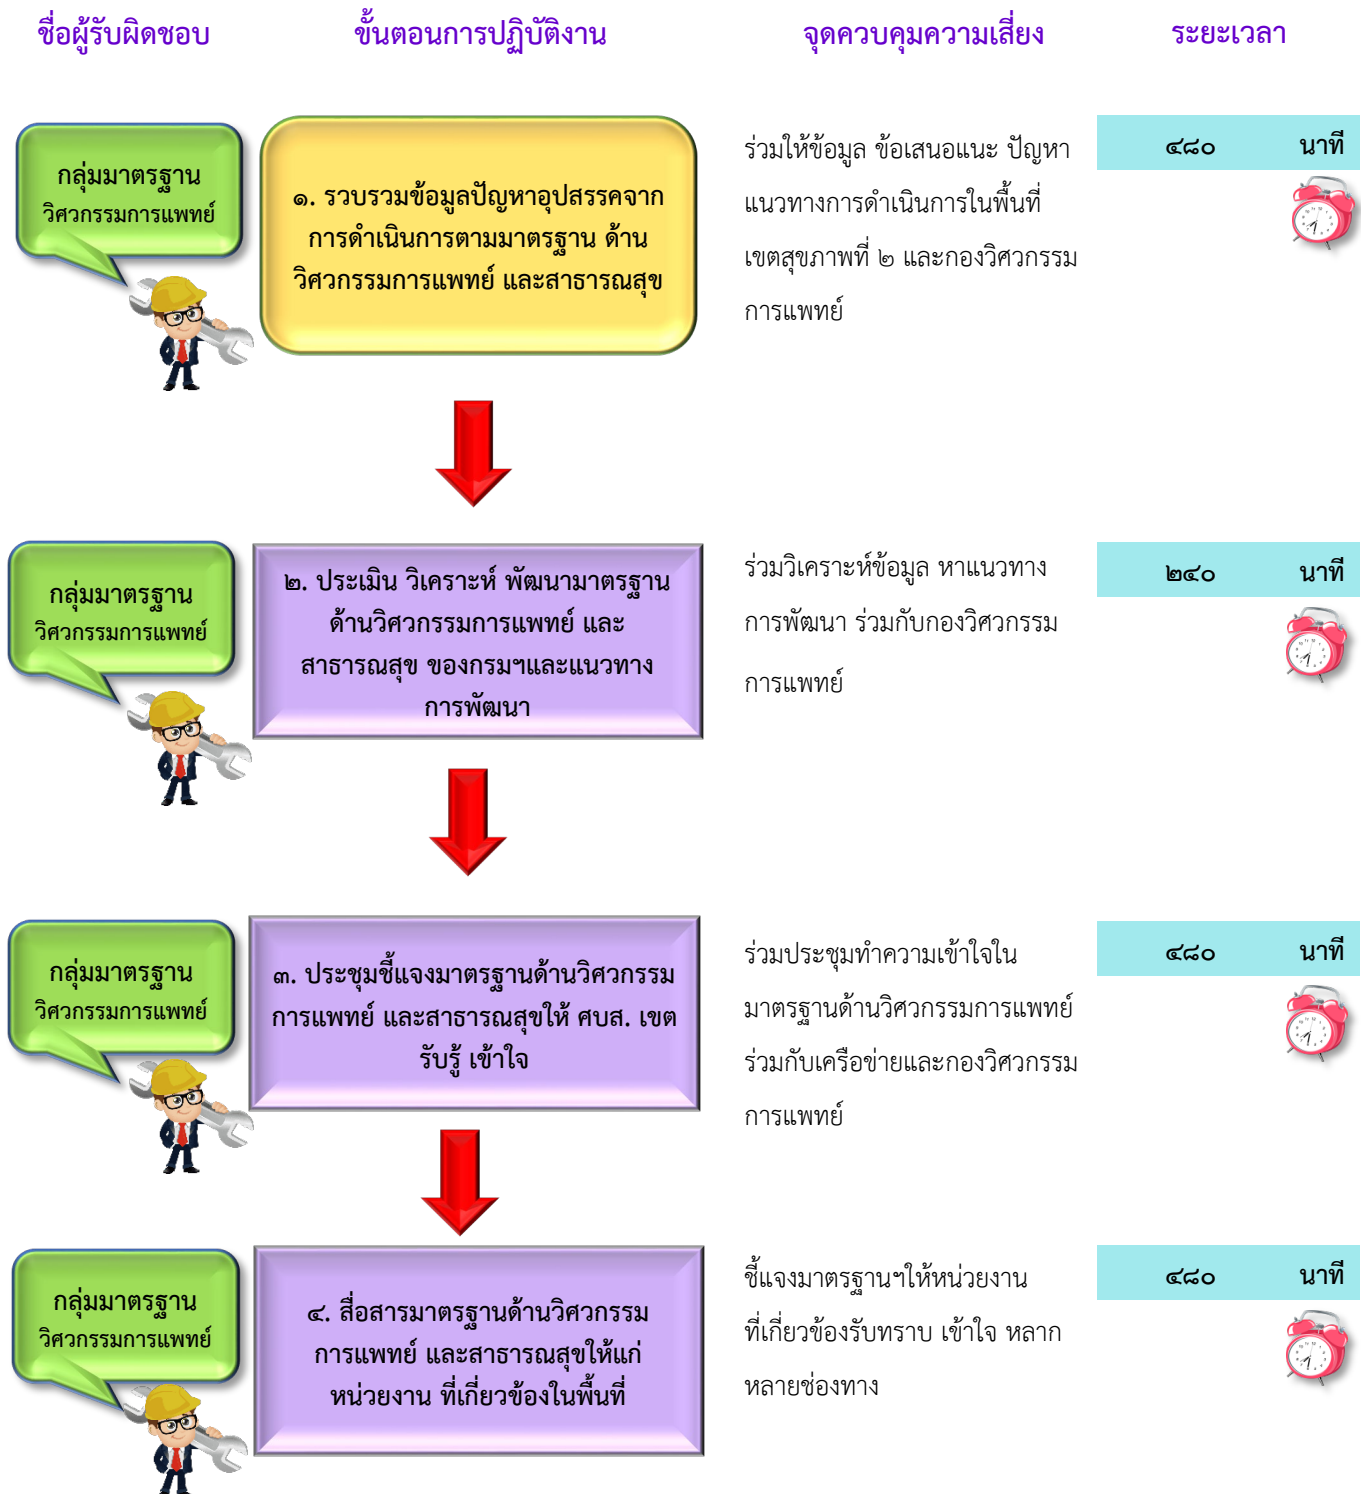 ชื่อผู้รับผิดชอบ ขั้นตอนการปฏิบัติงาน จุดควบคุมความเสี่ยง ระยะเวลา
กลุ่มมาตรฐาน
วิศวกรรมการแพทย์
๑. รวบรวมข้อมูลปัญหาอุปสรรคจาก
การดำเนินการตามมาตรฐาน ด้าน
วิศวกรรมการแพทย์ และสาธารณสุข
ร่วมให้ข้อมูล ข้อเสนอแนะ ปัญหา
แนวทางการดำเนินการในพื้นที่
เขตสุขภาพที่ ๒ และกองวิศวกรรม
การแพทย์
๔๘๐ นาที
กลุ่มมาตรฐาน
วิศวกรรมการแพทย์
๒. ประเมิน วิเคราะห์ พัฒนามาตรฐาน
ด้านวิศวกรรมการแพทย์ และ
สาธารณสุข ของกรมฯและแนวทาง
การพัฒนา
ร่วมวิเคราะห์ข้อมูล หาแนวทาง
การพัฒนา ร่วมกับกองวิศวกรรม
การแพทย์
๒๔๐ นาที
กลุ่มมาตรฐาน
วิศวกรรมการแพทย์
๓. ประชุมชี้แจงมาตรฐานด้านวิศวกรรม
การแพทย์ และสาธารณสุขให้ ศบส. เขต
รับรู้ เข้าใจ
ร่วมประชุมทำความเข้าใจใน
มาตรฐานด้านวิศวกรรมการแพทย์
ร่วมกับเครือข่ายและกองวิศวกรรม
การแพทย์
๔๘๐ นาที
กลุ่มมาตรฐาน
วิศวกรรมการแพทย์
๔. สื่อสารมาตรฐานด้านวิศวกรรม
การแพทย์ และสาธารณสุขให้แก่
หน่วยงาน ที่เกี่ยวข้องในพื้นที่
ชี้แจงมาตรฐานฯให้หน่วยงาน
ที่เกี่ยวข้องรับทราบ เข้าใจ หลาก
หลายช่องทาง
๔๘๐ นาที